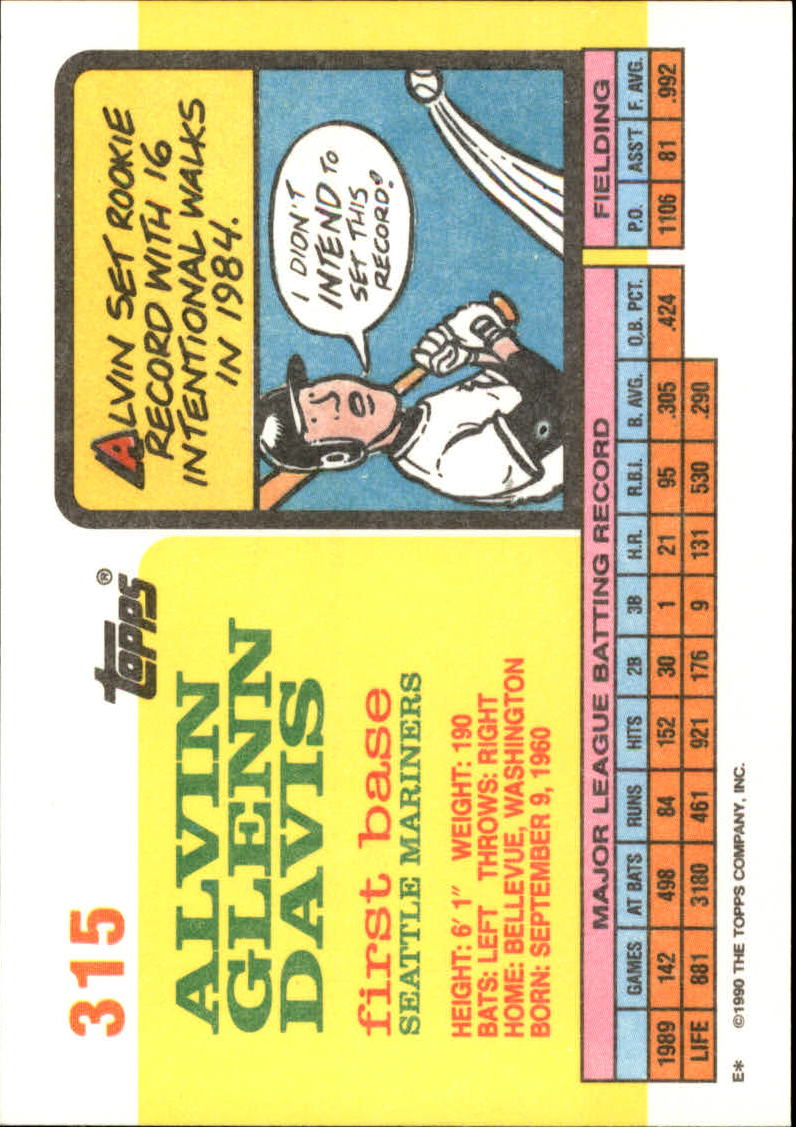 315
topps®
ALVIN
GLENN
DAVIS
first base
SEATTLE MARINERS
HEIGHT: 6' 1" WEIGHT: 190
BATS: LEFT THROWS: RIGHT
HOME: BELLEVUE, WASHINGTON
BORN: SEPTEMBER 9, 1960
ALVIN SET ROOKIE
RECORD WITH 16
INTENTIONAL WALKS
IN 1984.
I DIDN'T
INTEND TO
SET THIS
RECORD!
MAJOR LEAGUE BATTING RECORD FIELDING
GAMES AT BATS RUNS HITS 2B 3B H.R. R.B.I. B. AVG. O.B. PCT. P.O. ASS'T F. AVG.
1989 142 498 84 152 30 1 21 95 .305 .424 1106 81 .992
LIFE 881 3180 461 921 176 9 131 530 .290
E* ©1990 THE TOPPS COMPANY, INC.